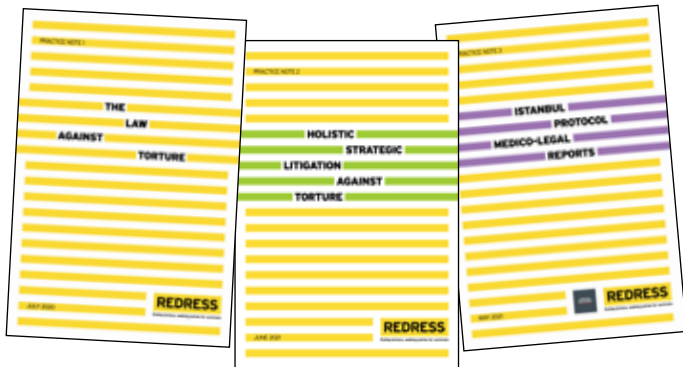 PRACTICE NOTE 1
THE
LAW
AGAINST
TORTURE
JULY 2020
REDRESS
PRACTICE NOTE 2
HOLISTIC
STRATEGIC
LITIGATION
AGAINST
TORTURE
JUNE 2021
REDRESS
PRACTICE NOTE 3
ISTANBUL
PROTOCOL
MEDICO-LEGAL
REPORTS
MAY 2021
REDRESS